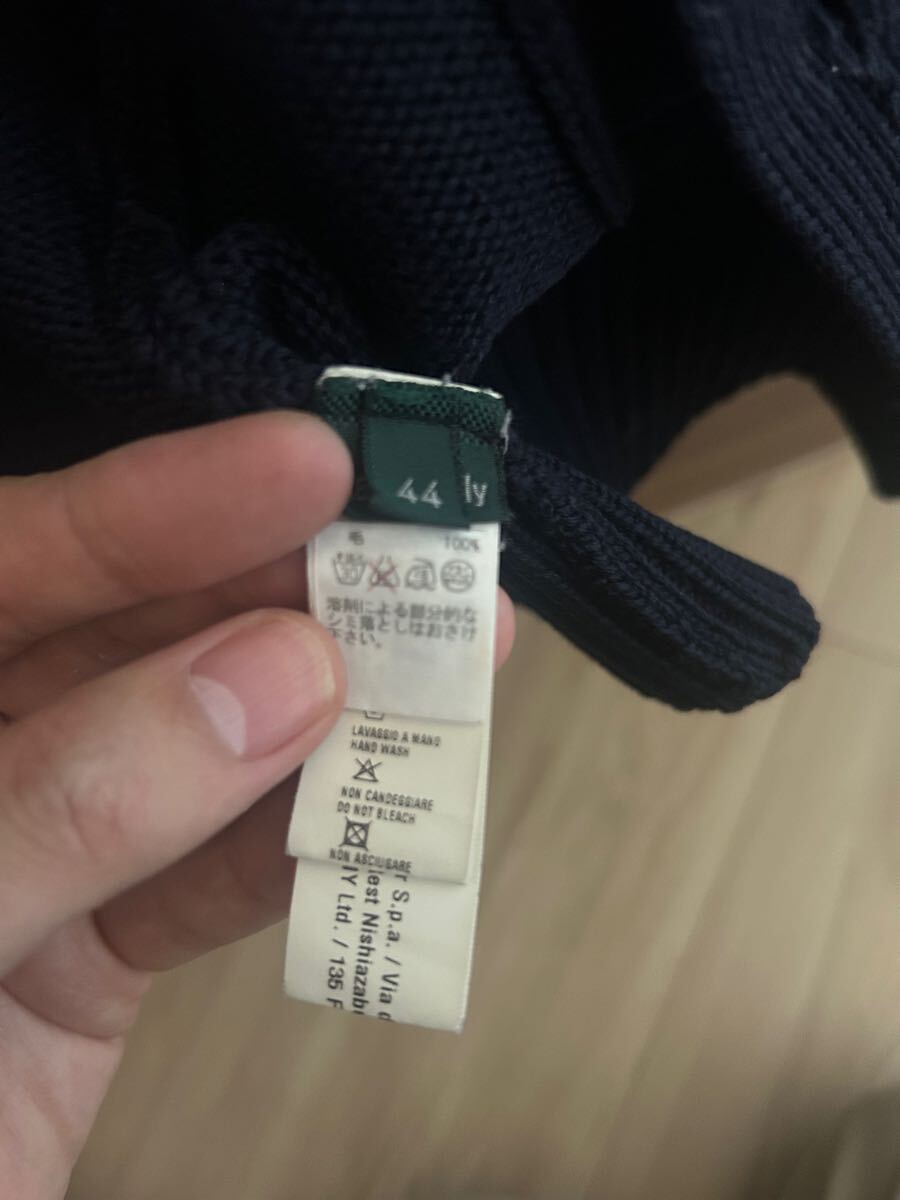 44
ly
毛 100%
溶剤による部分的な
シミ落としはおさけ
下さい。
LAVAGGIO A MANO
HAND WASH
NON CANDEGGIARE
DO NOT BLEACH
NON ASCIUGARE
r S.p.a. / Via d
est Nishiazab
IY Ltd. / 135 F